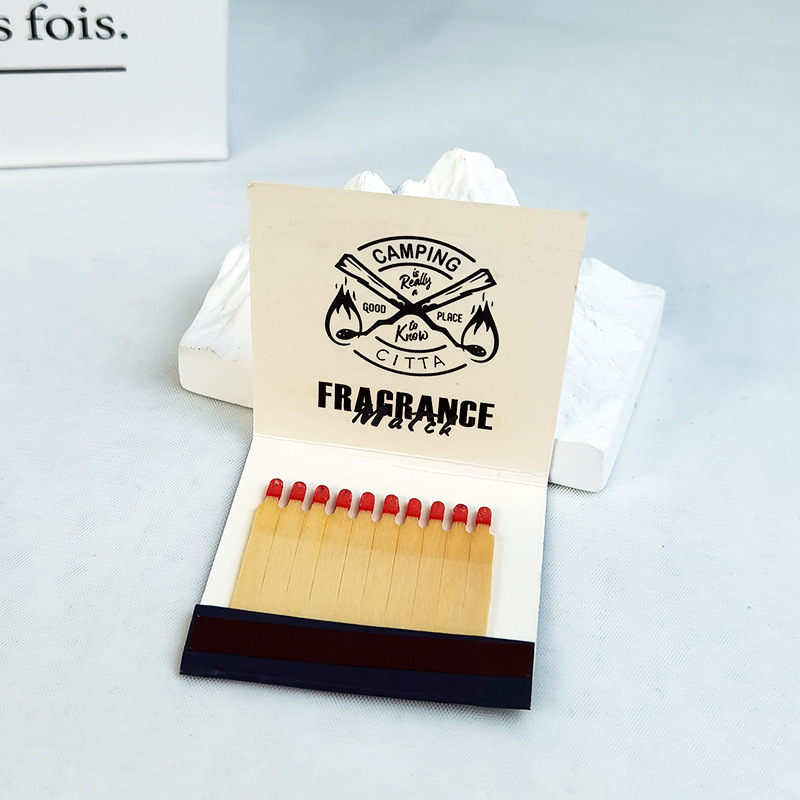 s fois.
CAMPING
is
Really
a
GOOD PLACE
to
Know
CITTA
FRAGRANCE
Match